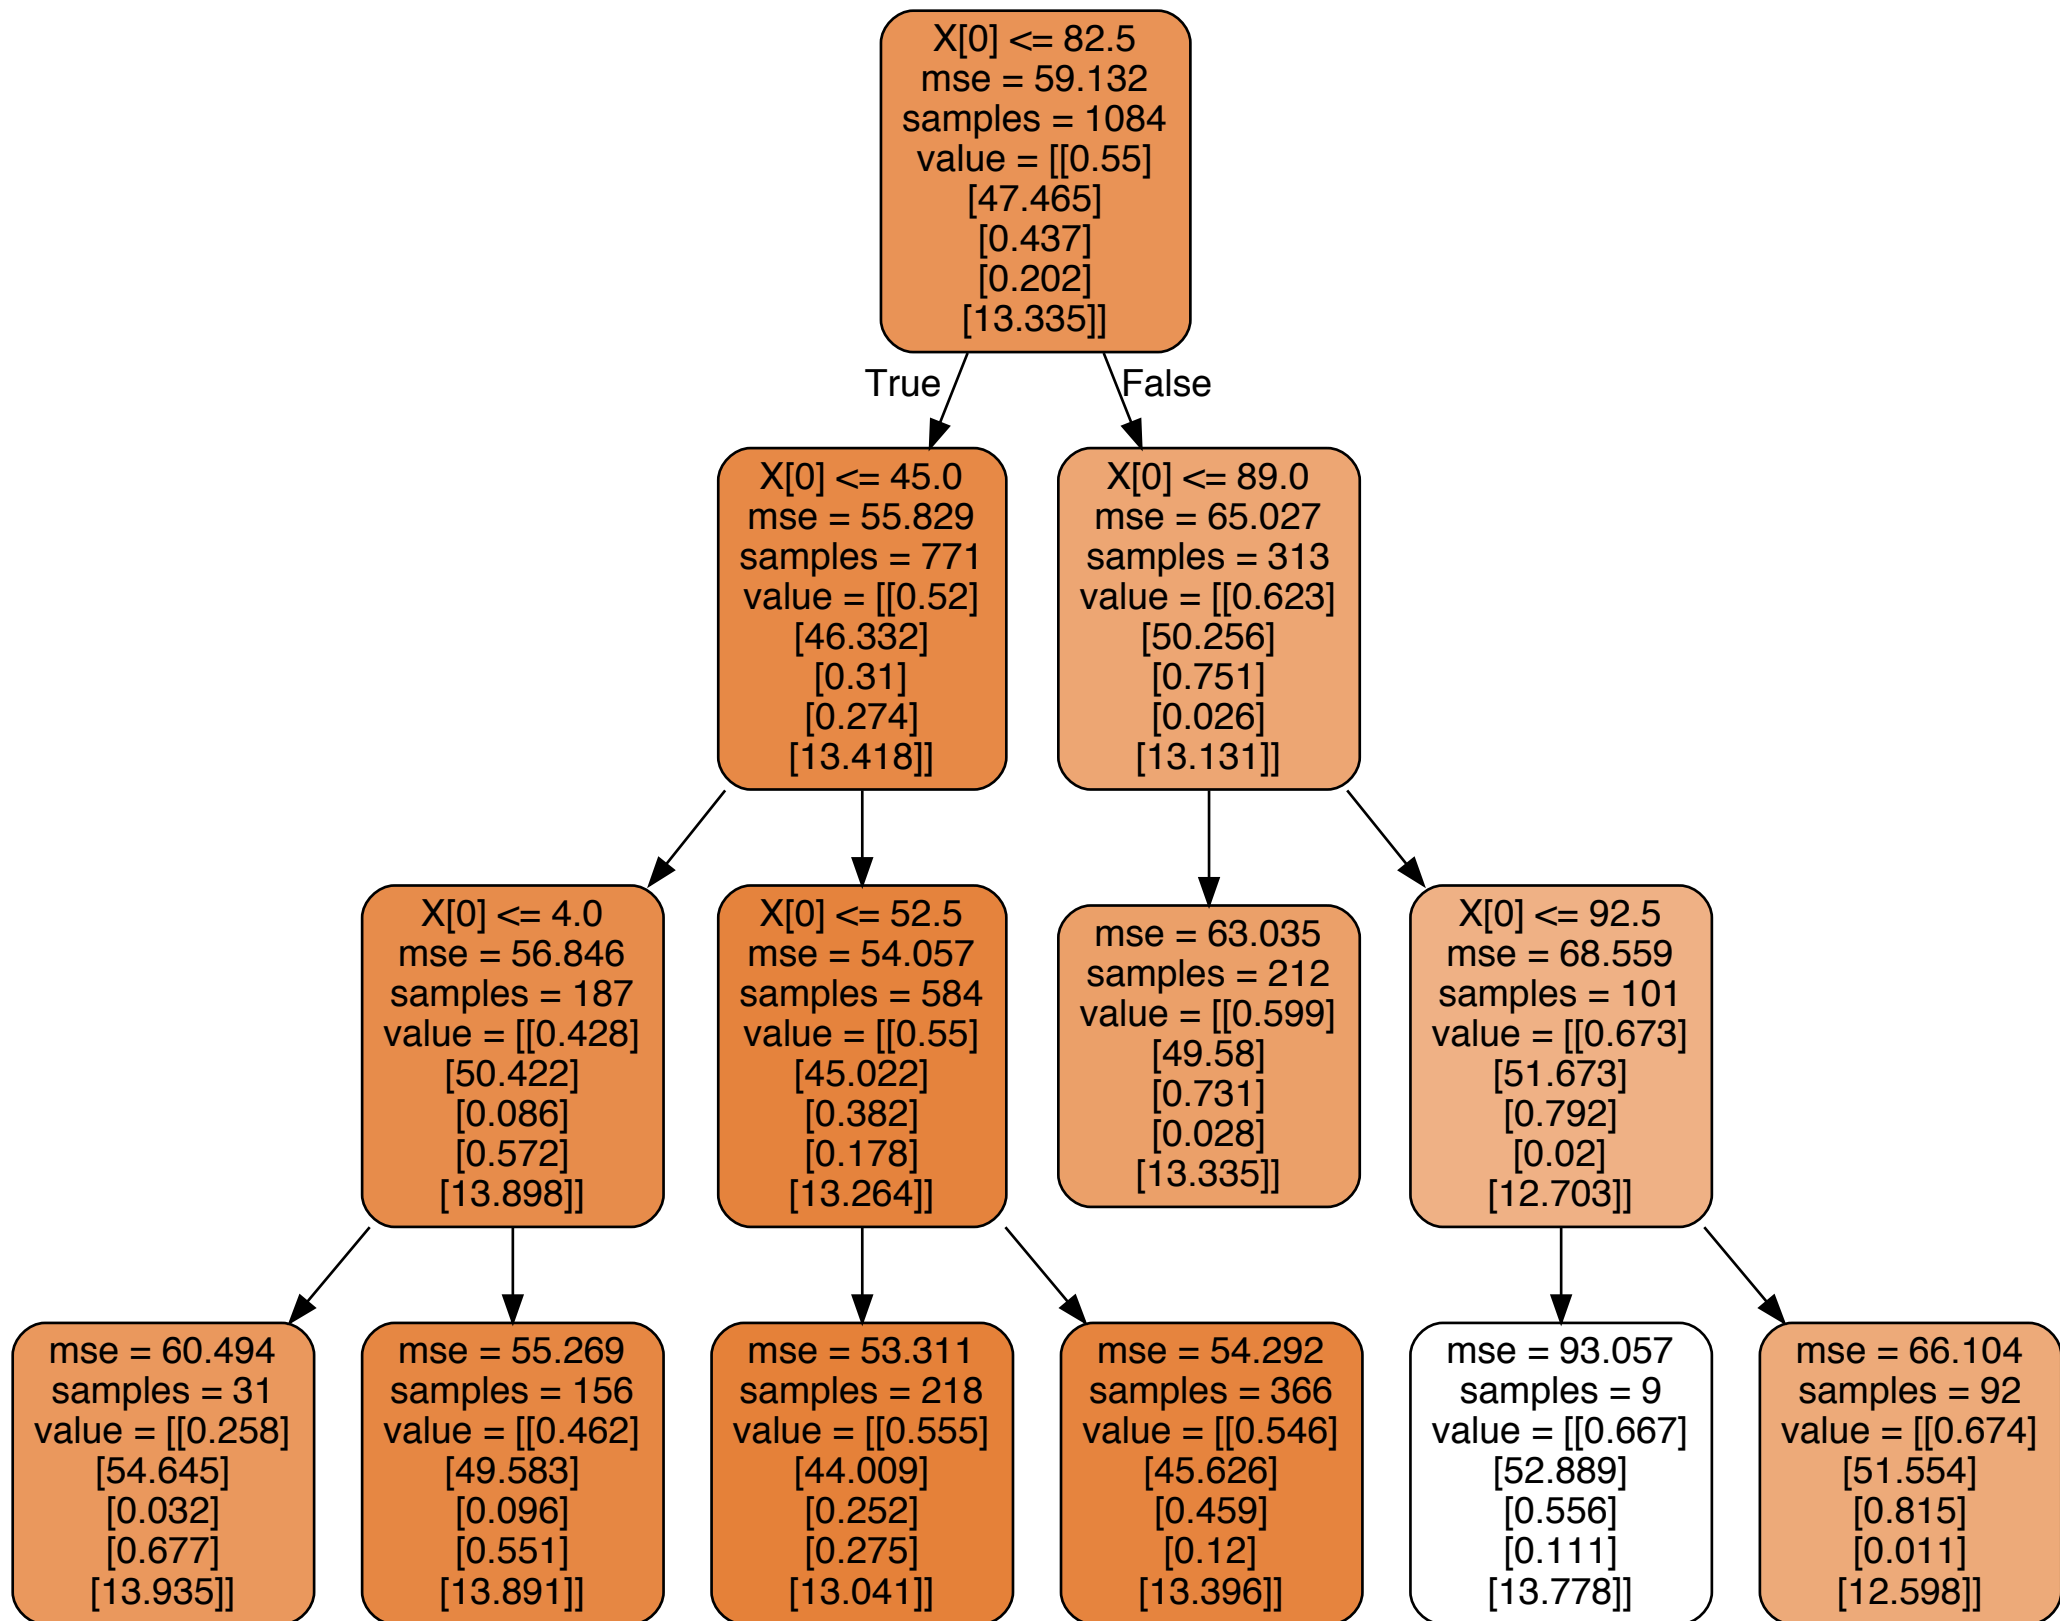 X[0] <= 82.5
mse = 59.132
samples = 1084
value = [[0.55]
[47.465]
[0.437]
[0.202]
[13.335]]
True
False
X[0] <= 45.0
mse = 55.829
samples = 771
value = [[0.52]
[46.332]
[0.31]
[0.274]
[13.418]]
X[0] <= 89.0
mse = 65.027
samples = 313
value = [[0.623]
[50.256]
[0.751]
[0.026]
[13.131]]
X[0] <= 4.0
mse = 56.846
samples = 187
value = [[0.428]
[50.422]
[0.086]
[0.572]
[13.898]]
X[0] <= 52.5
mse = 54.057
samples = 584
value = [[0.55]
[45.022]
[0.382]
[0.178]
[13.264]]
mse = 63.035
samples = 212
value = [[0.599]
[49.58]
[0.731]
[0.028]
[13.335]]
X[0] <= 92.5
mse = 68.559
samples = 101
value = [[0.673]
[51.673]
[0.792]
[0.02]
[12.703]]
mse = 60.494
samples = 31
value = [[0.258]
[54.645]
[0.032]
[0.677]
[13.935]]
mse = 55.269
samples = 156
value = [[0.462]
[49.583]
[0.096]
[0.551]
[13.891]]
mse = 53.311
samples = 218
value = [[0.555]
[44.009]
[0.252]
[0.275]
[13.041]]
mse = 54.292
samples = 366
value = [[0.546]
[45.626]
[0.459]
[0.12]
[13.396]]
mse = 93.057
samples = 9
value = [[0.667]
[52.889]
[0.556]
[0.111]
[13.778]]
mse = 66.104
samples = 92
value = [[0.674]
[51.554]
[0.815]
[0.011]
[12.598]]